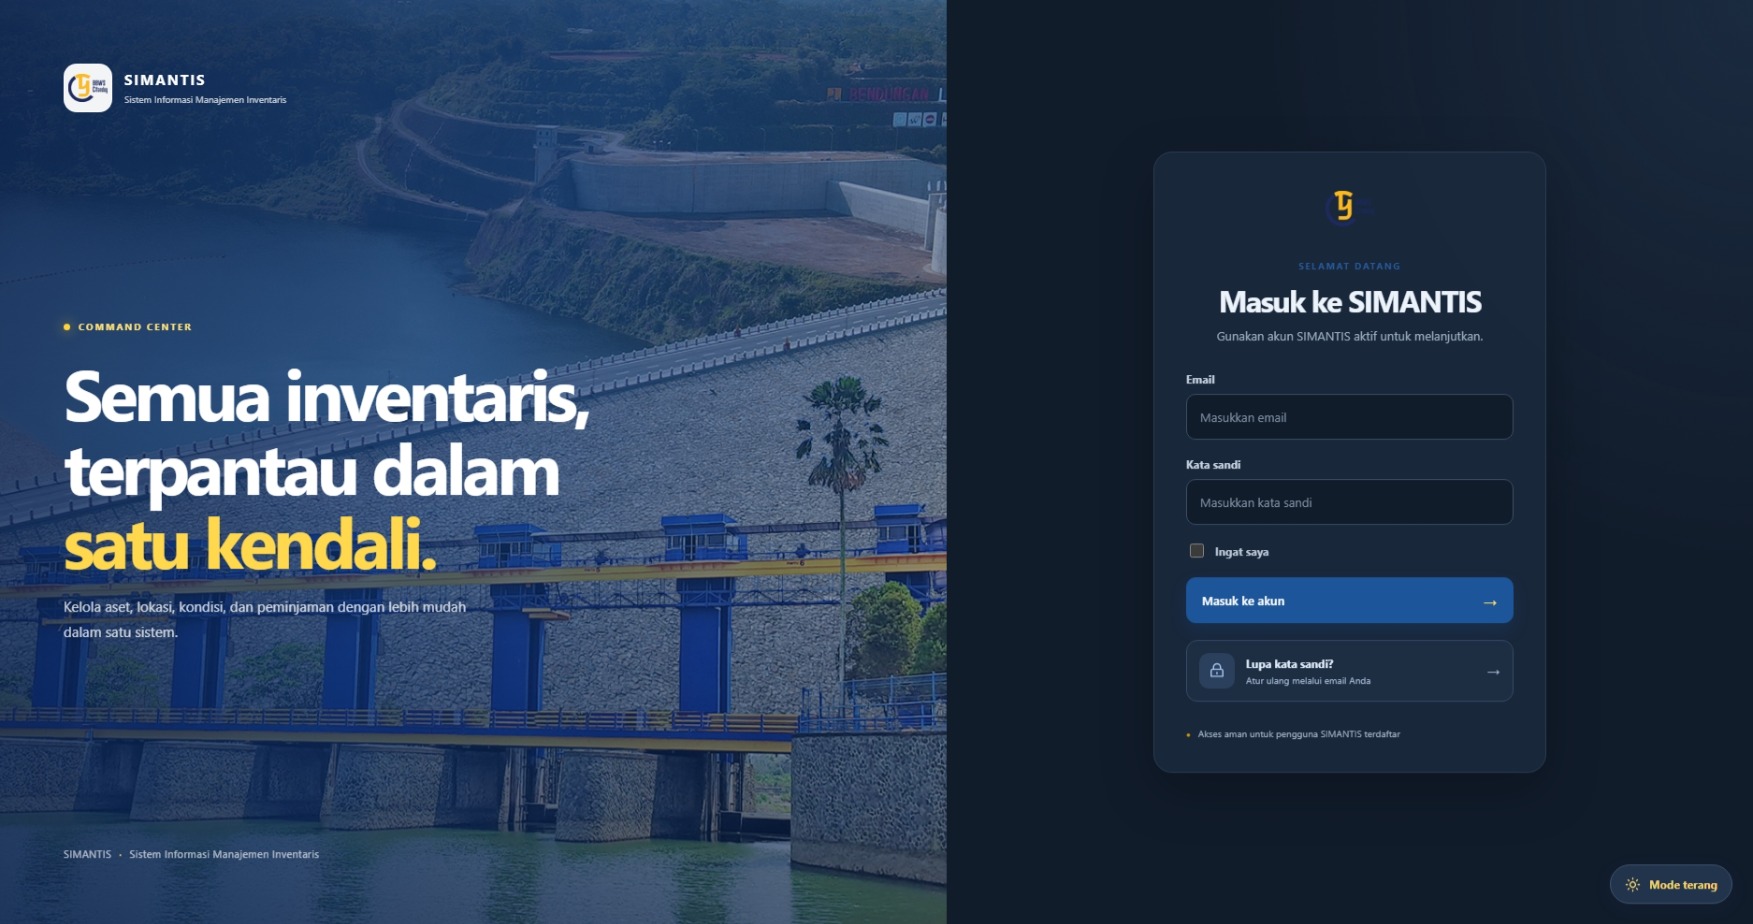 SIMANTIS
Sistem Informasi Manajemen Inventaris
BENDUNGAN
COMMAND CENTER
Semua inventaris,
terpantau dalam
satu kendali.
Kelola aset, lokasi, kondisi, dan peminjaman dengan lebih mudah
dalam satu sistem.
SIMANTIS · Sistem Informasi Manajemen Inventaris
SELAMAT DATANG
Masuk ke SIMANTIS
Gunakan akun SIMANTIS aktif untuk melanjutkan.
Email
Masukkan email
Kata sandi
Masukkan kata sandi
Ingat saya
Masuk ke akun →
Lupa kata sandi?
Atur ulang melalui email Anda →
• Akses aman untuk pengguna SIMANTIS terdaftar
Mode terang